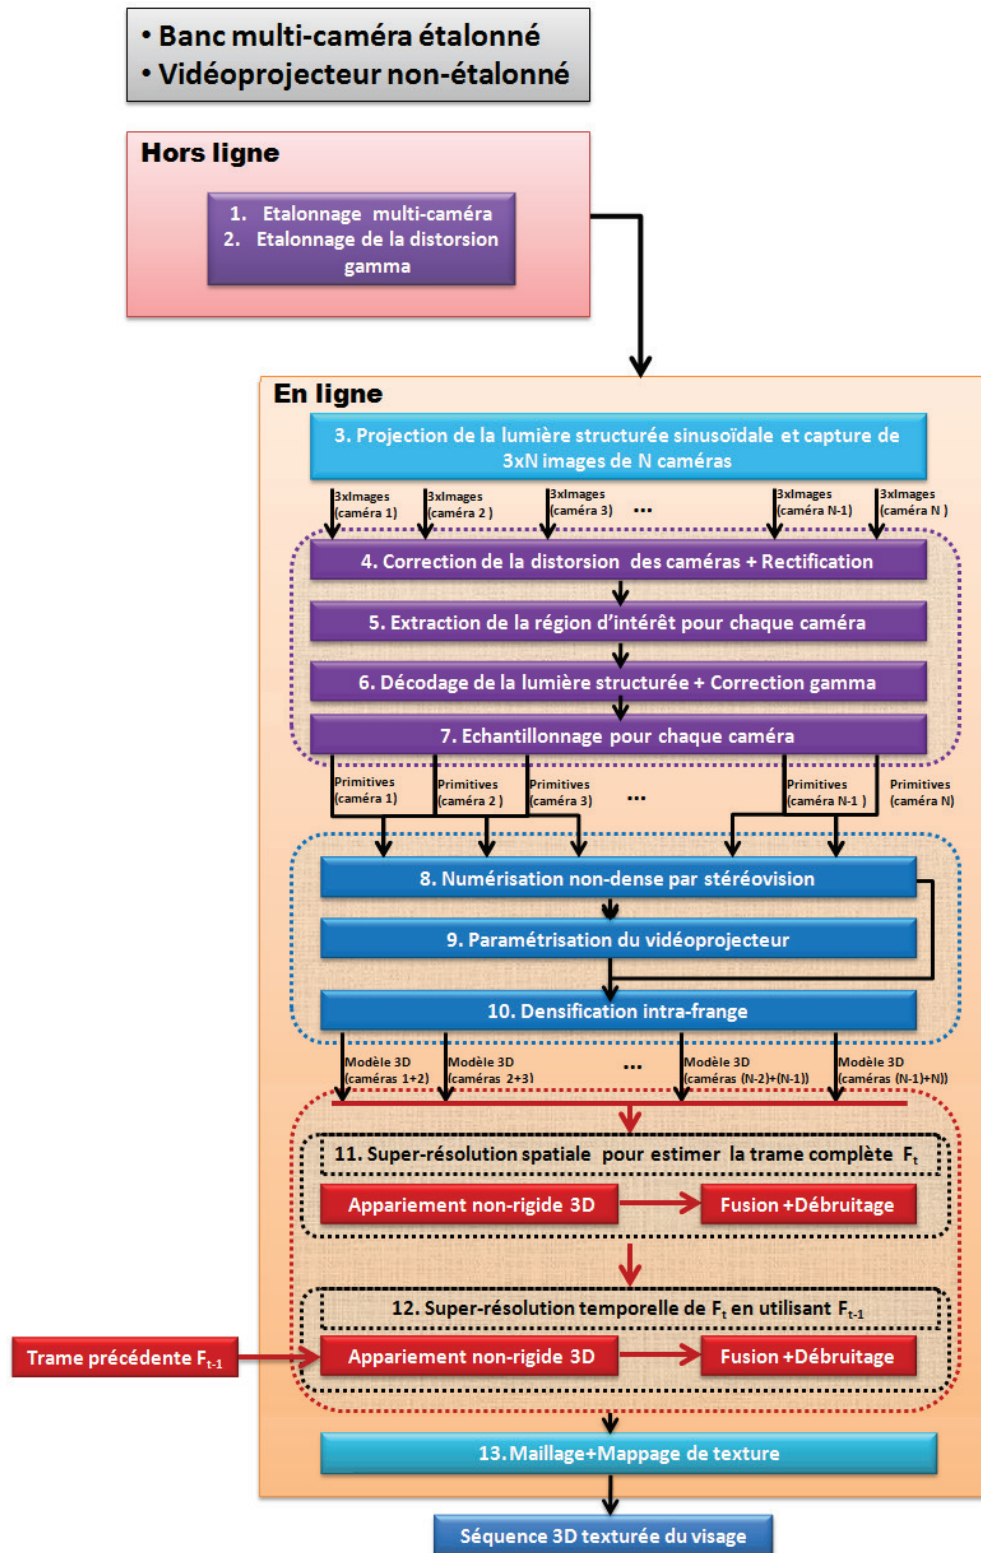 • Banc multi-caméra étalonné
• Vidéoprojecteur non-étalonné
Hors ligne
1. Etalonnage multi-caméra
2. Etalonnage de la distorsion
gamma
En ligne
3. Projection de la lumière structurée sinusoïdale et capture de
3xN images de N caméras
3xImages
(caméra 1)
3xImages
(caméra 2 )
3xImages
(caméra 3)
...
3xImages
(caméra N-1)
3xImages
(caméra N )
4. Correction de la distorsion des caméras + Rectification
5. Extraction de la région d'intérêt pour chaque caméra
6. Décodage de la lumière structurée + Correction gamma
7. Echantillonnage pour chaque caméra
Primitives
(caméra 1)
Primitives
(caméra 2 )
Primitives
(caméra 3)
...
Primitives
(caméra N-1 )
Primitives
(caméra N)
8. Numérisation non-dense par stéréovision
9. Paramétrisation du vidéoprojecteur
10. Densification intra-frange
Modèle 3D
(caméras 1+2)
Modèle 3D
(caméras 2+3)
...
Modèle 3D
(caméras (N-2)+(N-1))
Modèle 3D
(caméras (N-1)+N))
11. Super-résolution spatiale pour estimer la trame complète Ft
Appariement non-rigide 3D
Fusion +Débruitage
12. Super-résolution temporelle de Ft en utilisant Ft-1
Trame précédente Ft-1
Appariement non-rigide 3D
Fusion +Débruitage
13. Maillage+Mappage de texture
Séquence 3D texturée du visage